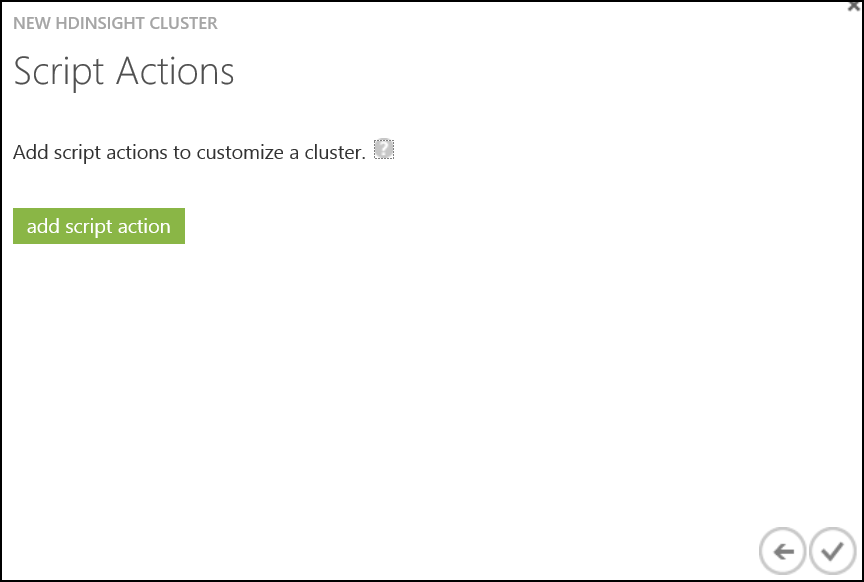 NEW HDINSIGHT CLUSTER
Script Actions
Add script actions to customize a cluster. ?
add script action